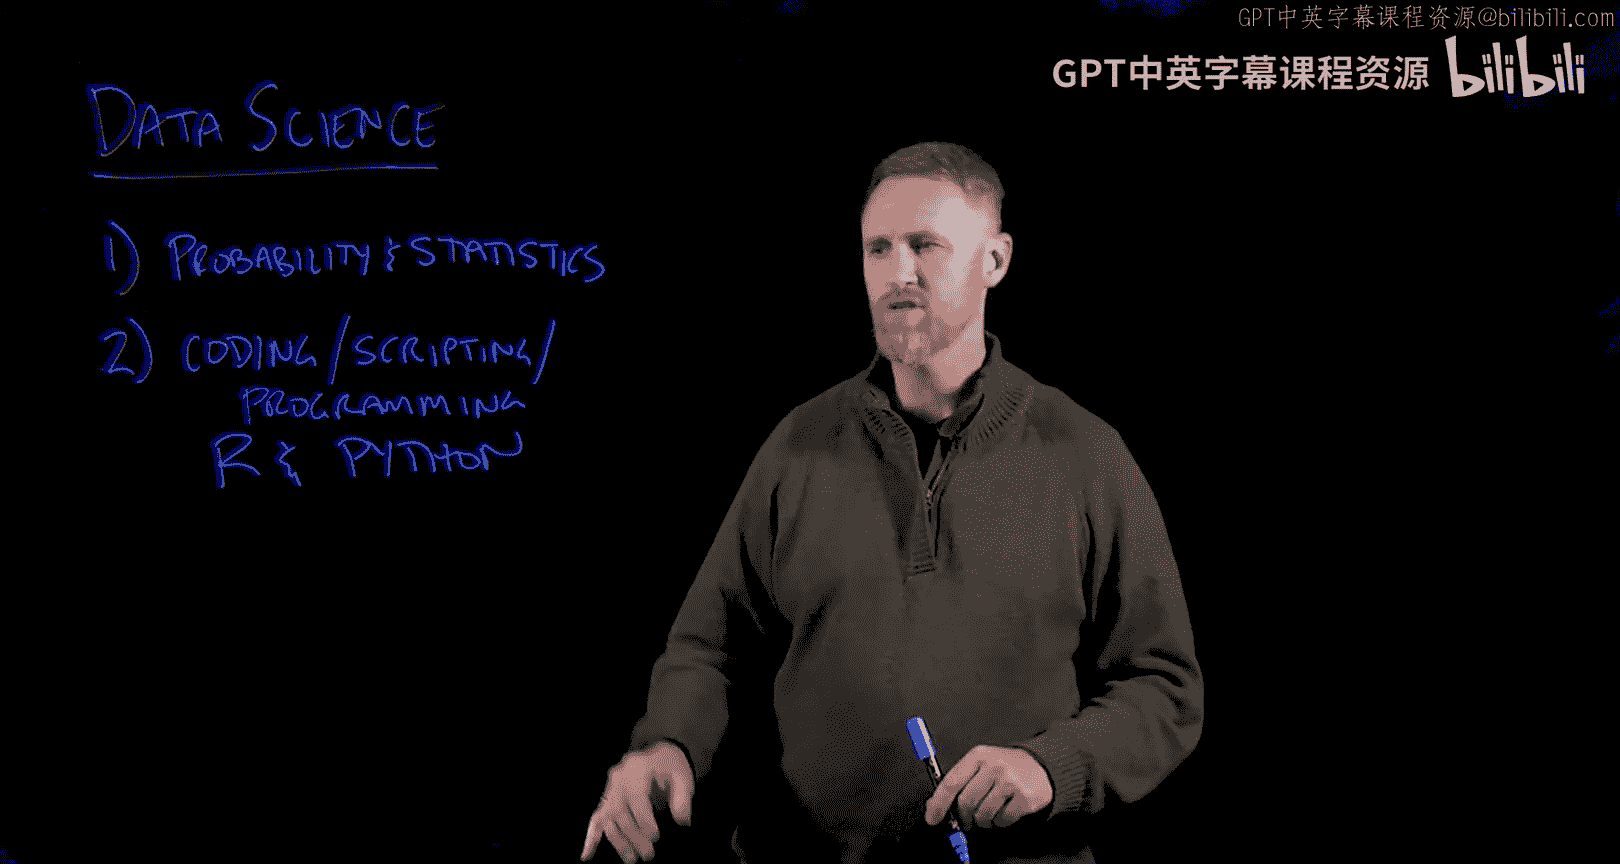 GPT中英字幕课程资源@bilibili.com
GPT中英字幕课程资源 bilibili
DATA SCIENCE
1) PROBABILITY & STATISTICS
2) CODING/SCRIPTING/
PROGRAMMING
R & PYTHON